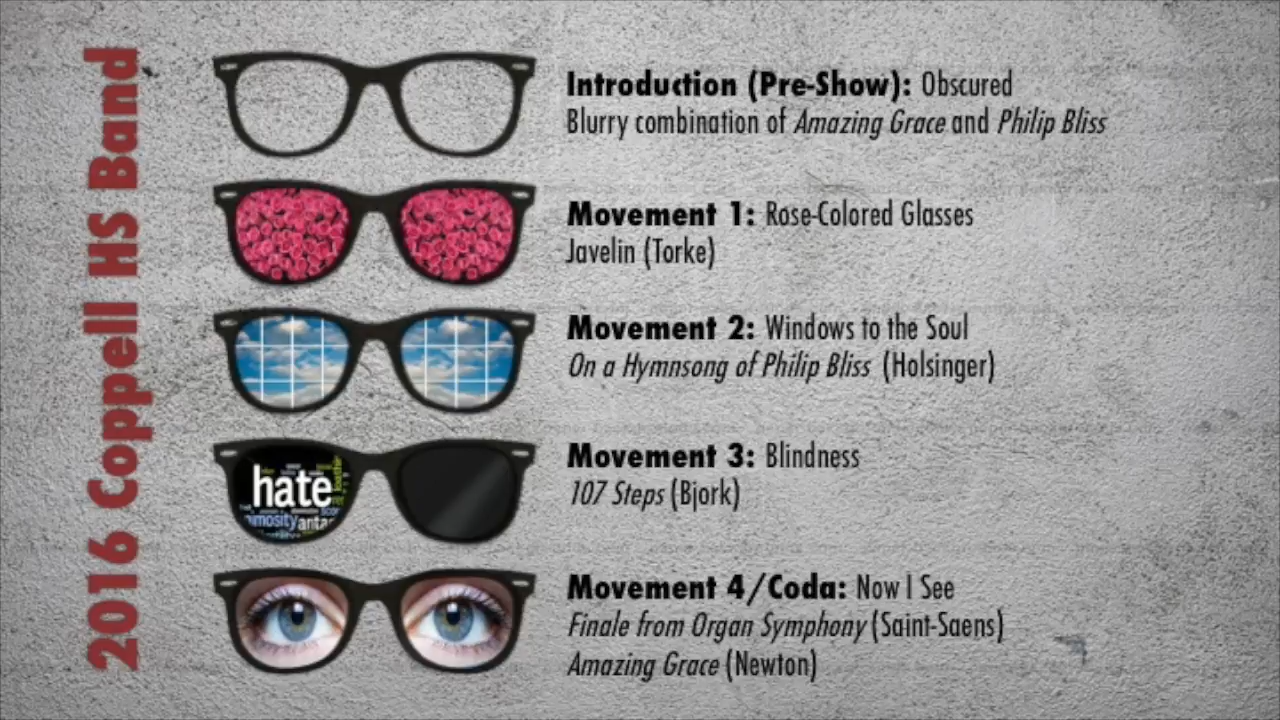 2016 Coppell HS Band
Introduction (Pre-Show): Obscured
Blurry combination of Amazing Grace and Philip Bliss
Movement 1: Rose-Colored Glasses
Javelin (Torke)
Movement 2: Windows to the Soul
On a Hymnsong of Philip Bliss (Holsinger)
hate
Movement 3: Blindness
107 Steps (Bjork)
Movement 4/Coda: Now I See
Finale from Organ Symphony (Saint-Saens)
Amazing Grace (Newton)